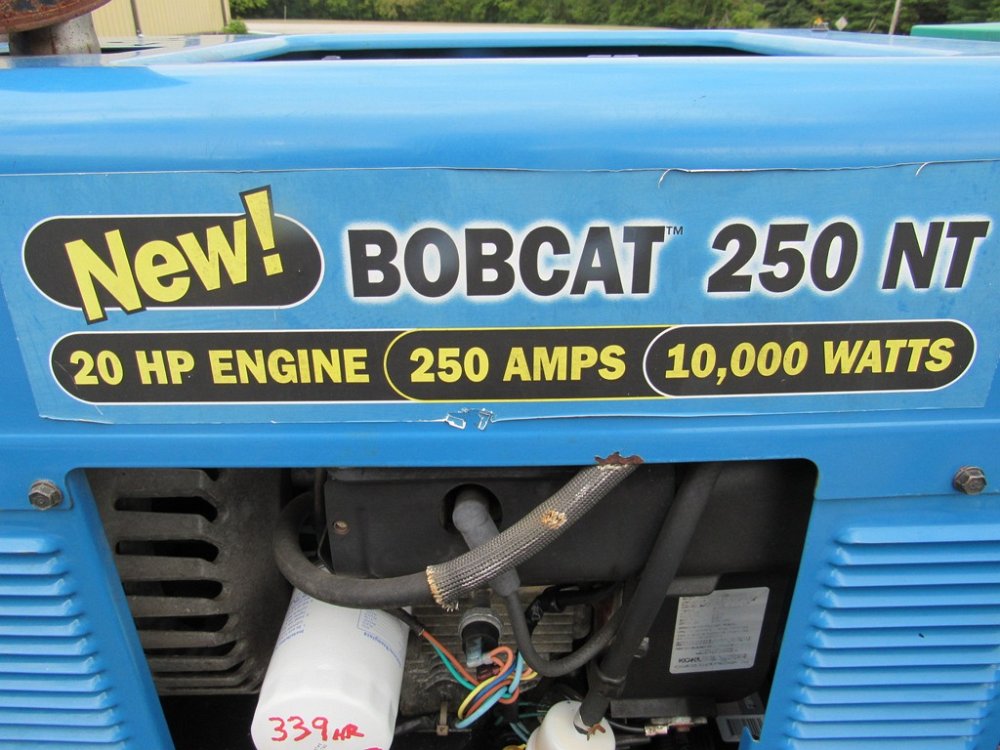 New! BOBCAT™ 250 NT
20 HP ENGINE 250 AMPS 10,000 WATTS
339 HR